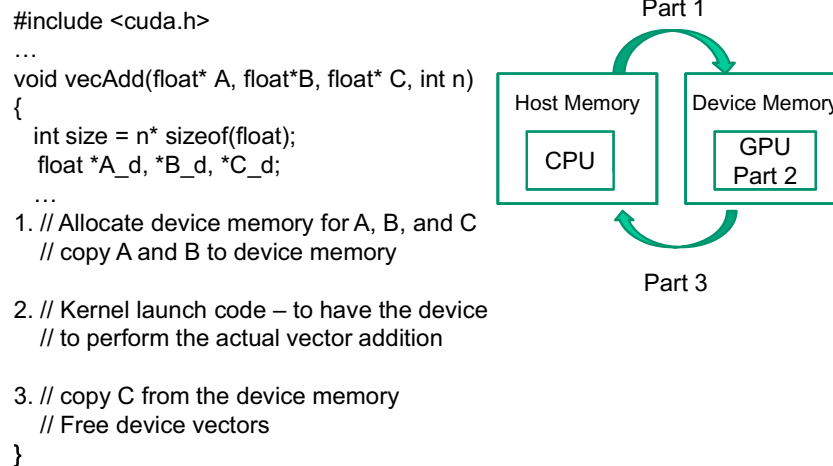 #include <cuda.h>
…
void vecAdd(float* A, float*B, float* C, int n)
{
int size = n* sizeof(float);
float *A_d, *B_d, *C_d;
…
1. // Allocate device memory for A, B, and C
// copy A and B to device memory
2. // Kernel launch code – to have the device
// to perform the actual vector addition
3. // copy C from the device memory
// Free device vectors
}
Part 1
Host Memory
CPU
Device Memory
GPU
Part 2
Part 3